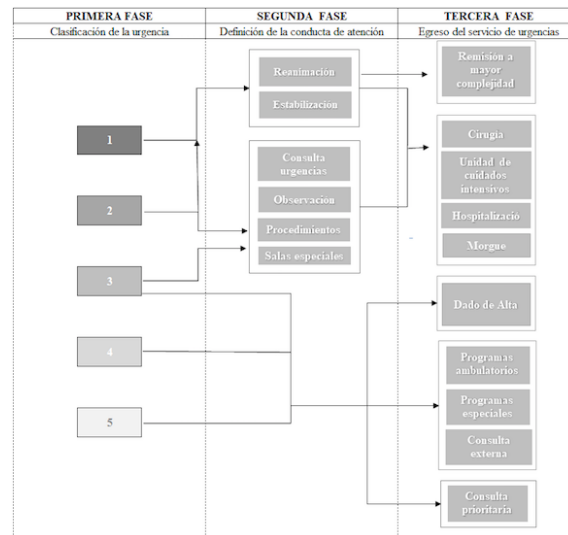 PRIMERA FASE
SEGUNDA FASE
TERCERA FASE
Clasificación de la urgencia
Definición de la conducta de atención
Egreso del servicio de urgencias
1
2
3
4
5
Reanimación
Estabilización
Consulta
urgencias
Observación
Procedimientos
Salas especiales
Remisión a
mayor
complejidad
Cirugía
Unidad de
cuidados
intensivos
Hospitalizació
Morgue
Dado de Alta
Programas
ambulatorios
Programas
especiales
Consulta
externa
Consulta
prioritaria